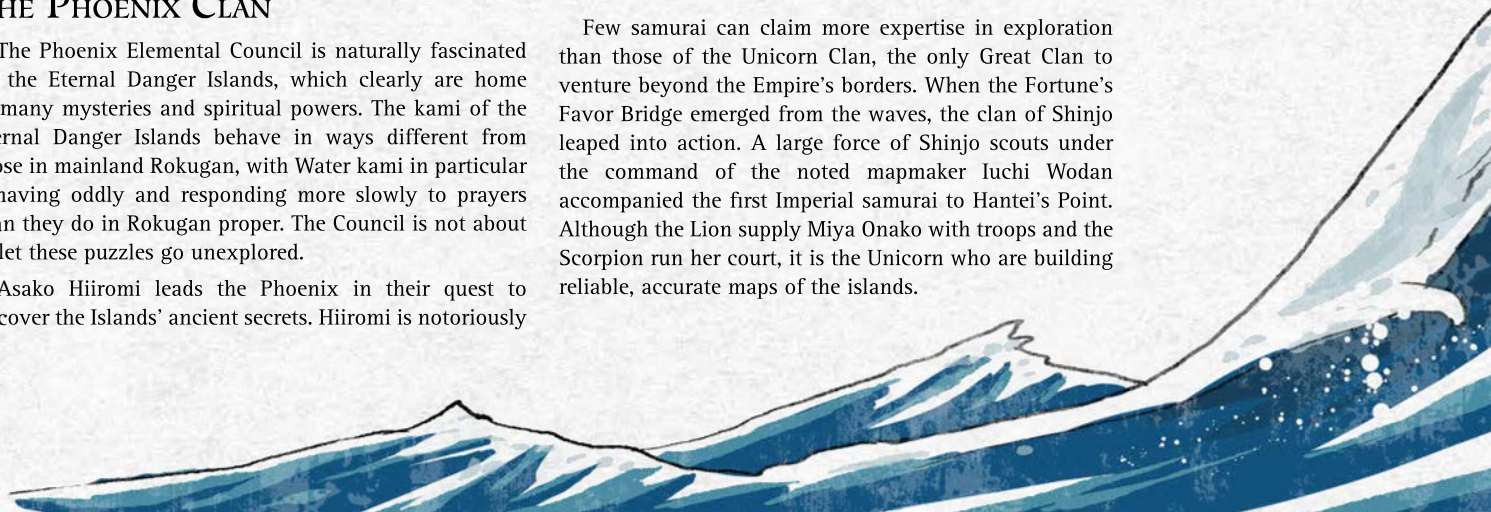 he Phoenix Clan
The Phoenix Elemental Council is naturally fascinated
the Eternal Danger Islands, which clearly are home
many mysteries and spiritual powers. The kami of the
ernal Danger Islands behave in ways different from
ose in mainland Rokugan, with Water kami in particular
having oddly and responding more slowly to prayers
an they do in Rokugan proper. The Council is not about
let these puzzles go unexplored.
Asako Hiiromi leads the Phoenix in their quest to
cover the Islands’ ancient secrets. Hiiromi is notoriously
Few samurai can claim more expertise in exploration
than those of the Unicorn Clan, the only Great Clan to
venture beyond the Empire’s borders. When the Fortune’s
Favor Bridge emerged from the waves, the clan of Shinjo
leaped into action. A large force of Shinjo scouts under
the command of the noted mapmaker Iuchi Wodan
accompanied the first Imperial samurai to Hantei’s Point.
Although the Lion supply Miya Onako with troops and the
Scorpion run her court, it is the Unicorn who are building
reliable, accurate maps of the islands.